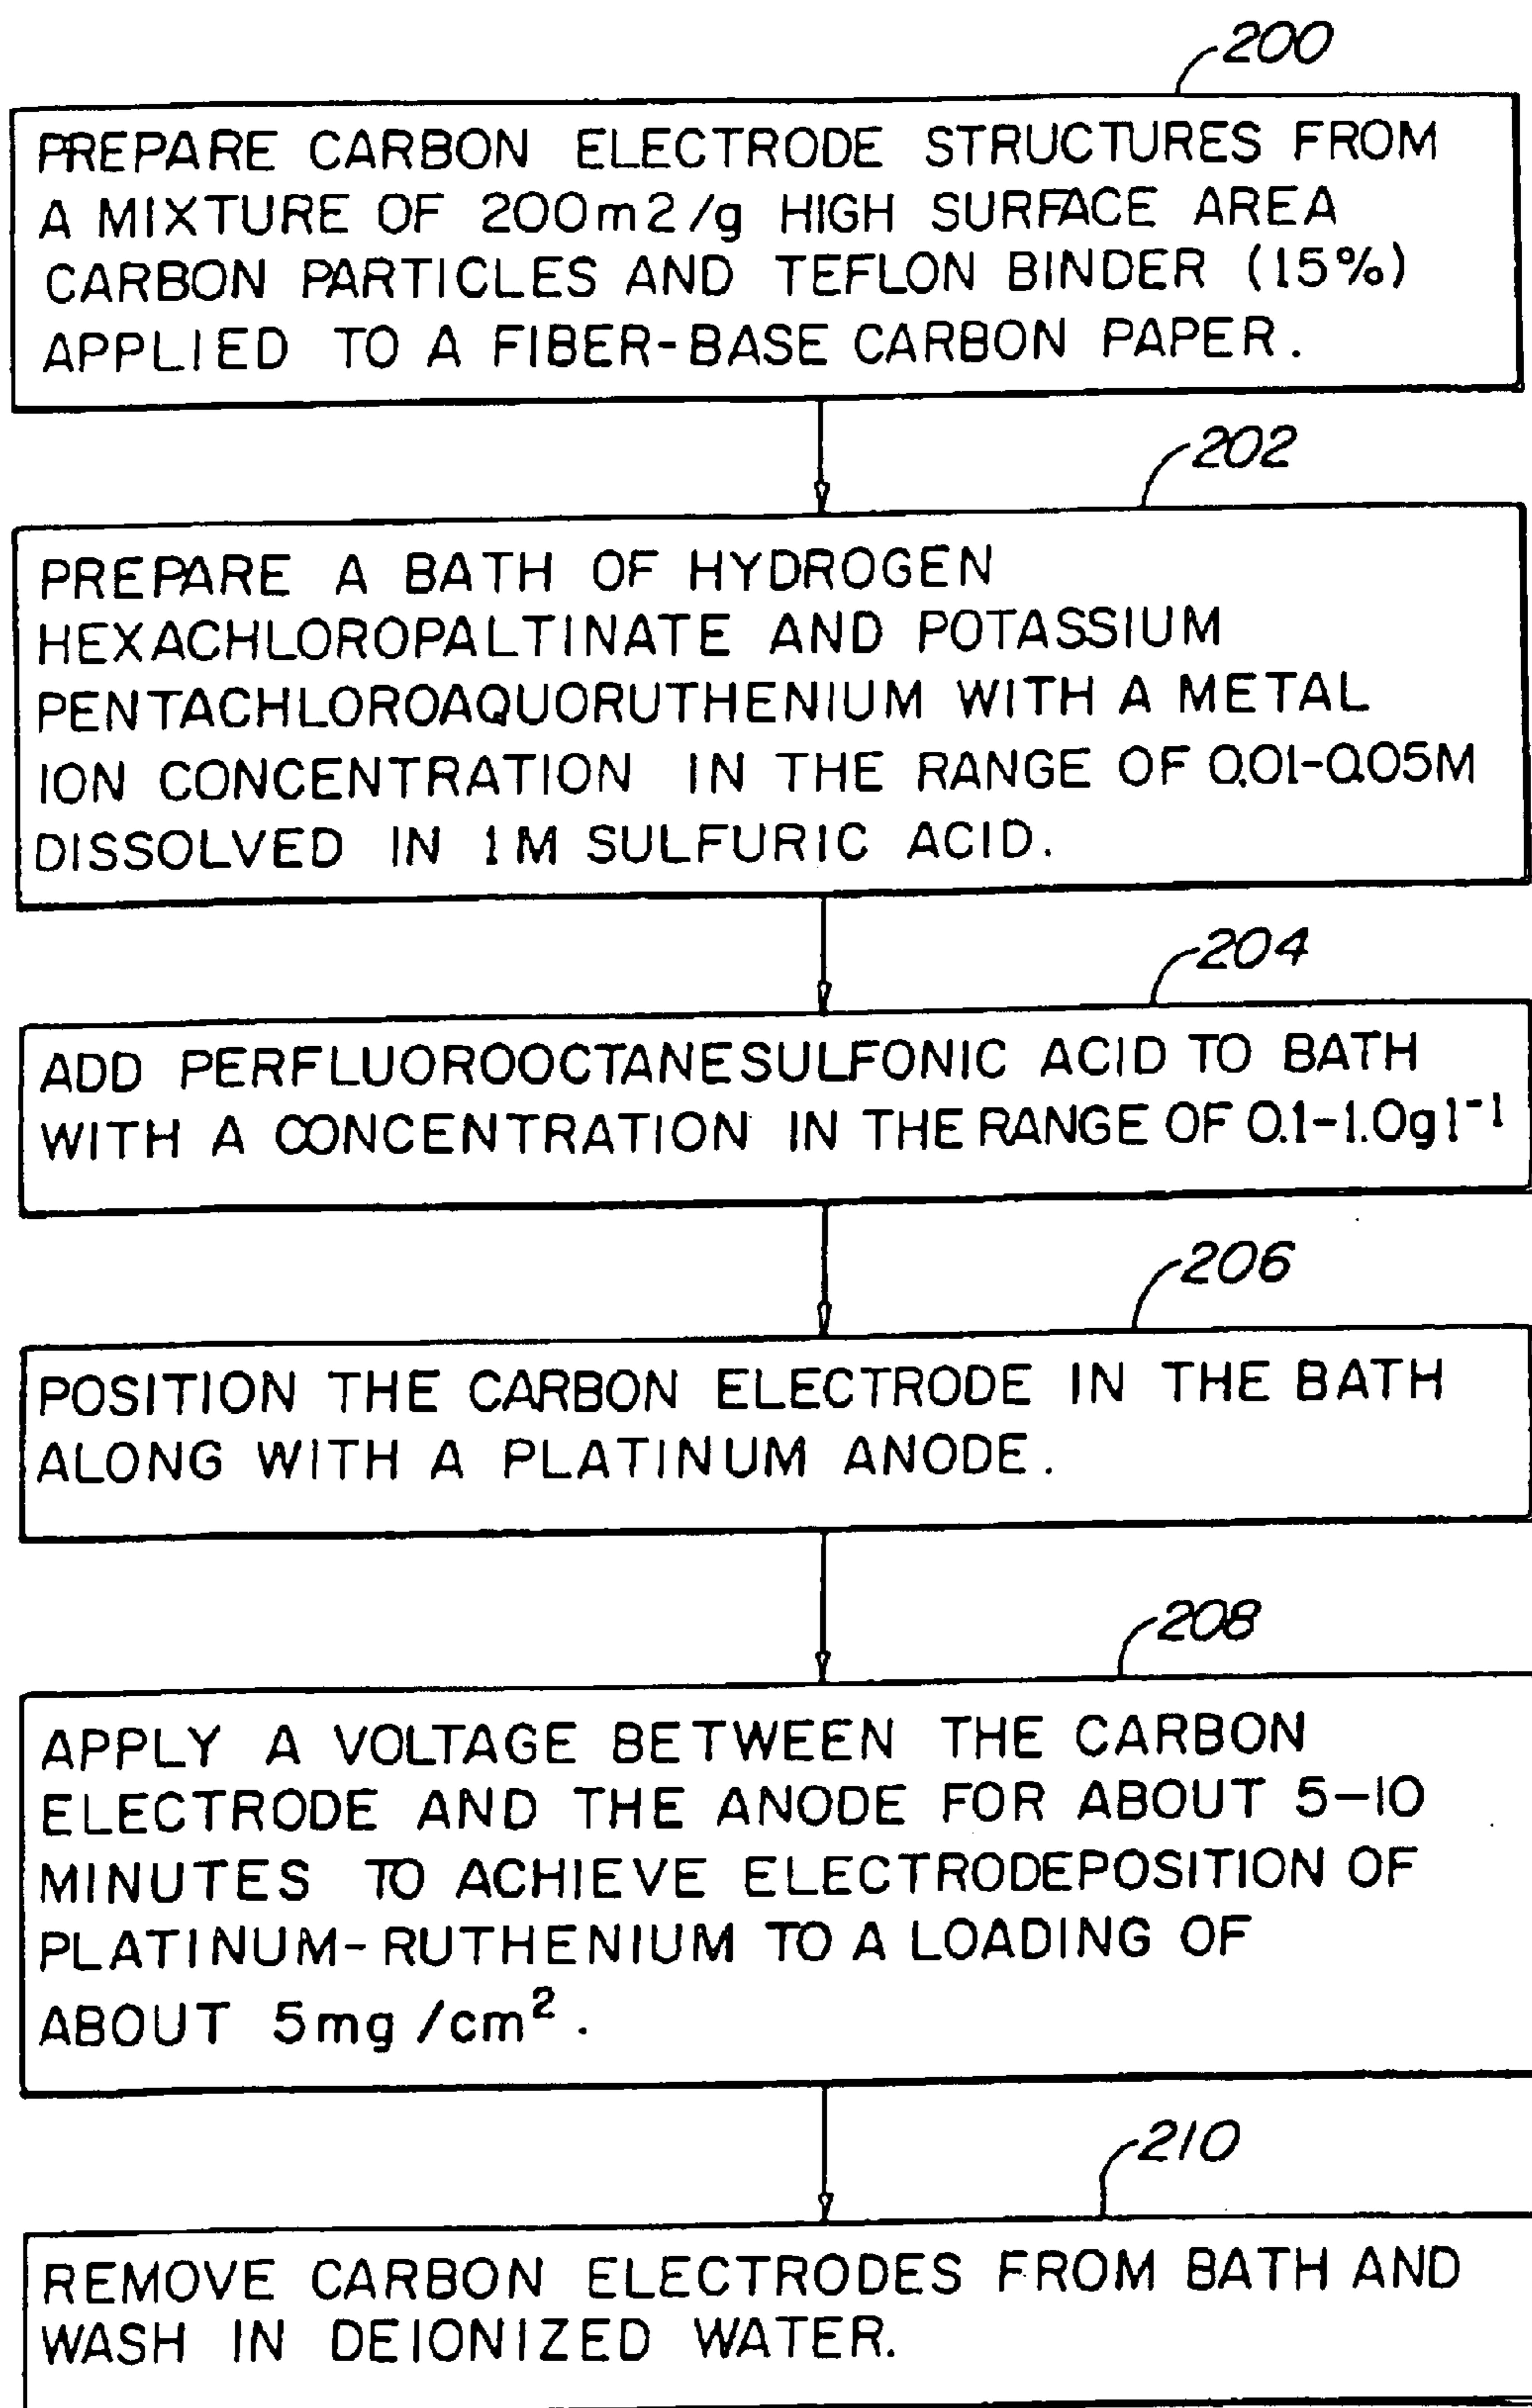 200
PREPARE CARBON ELECTRODE STRUCTURES FROM
A MIXTURE OF 200m2/g HIGH SURFACE AREA
CARBON PARTICLES AND TEFLON BINDER (15%)
APPLIED TO A FIBER-BASE CARBON PAPER.
202
PREPARE A BATH OF HYDROGEN
HEXACHLOROPALTINATE AND POTASSIUM
PENTACHLOROAQUORUTHENIUM WITH A METAL
ION CONCENTRATION IN THE RANGE OF 0.01-0.05M
DISSOLVED IN 1M SULFURIC ACID.
204
ADD PERFLUOROOCTANESULFONIC ACID TO BATH
WITH A CONCENTRATION IN THE RANGE OF 0.1-1.0gl⁻¹
206
POSITION THE CARBON ELECTRODE IN THE BATH
ALONG WITH A PLATINUM ANODE.
208
APPLY A VOLTAGE BETWEEN THE CARBON
ELECTRODE AND THE ANODE FOR ABOUT 5-10
MINUTES TO ACHIEVE ELECTRODEPOSITION OF
PLATINUM-RUTHENIUM TO A LOADING OF
ABOUT 5mg/cm².
210
REMOVE CARBON ELECTRODES FROM BATH AND
WASH IN DEIONIZED WATER.